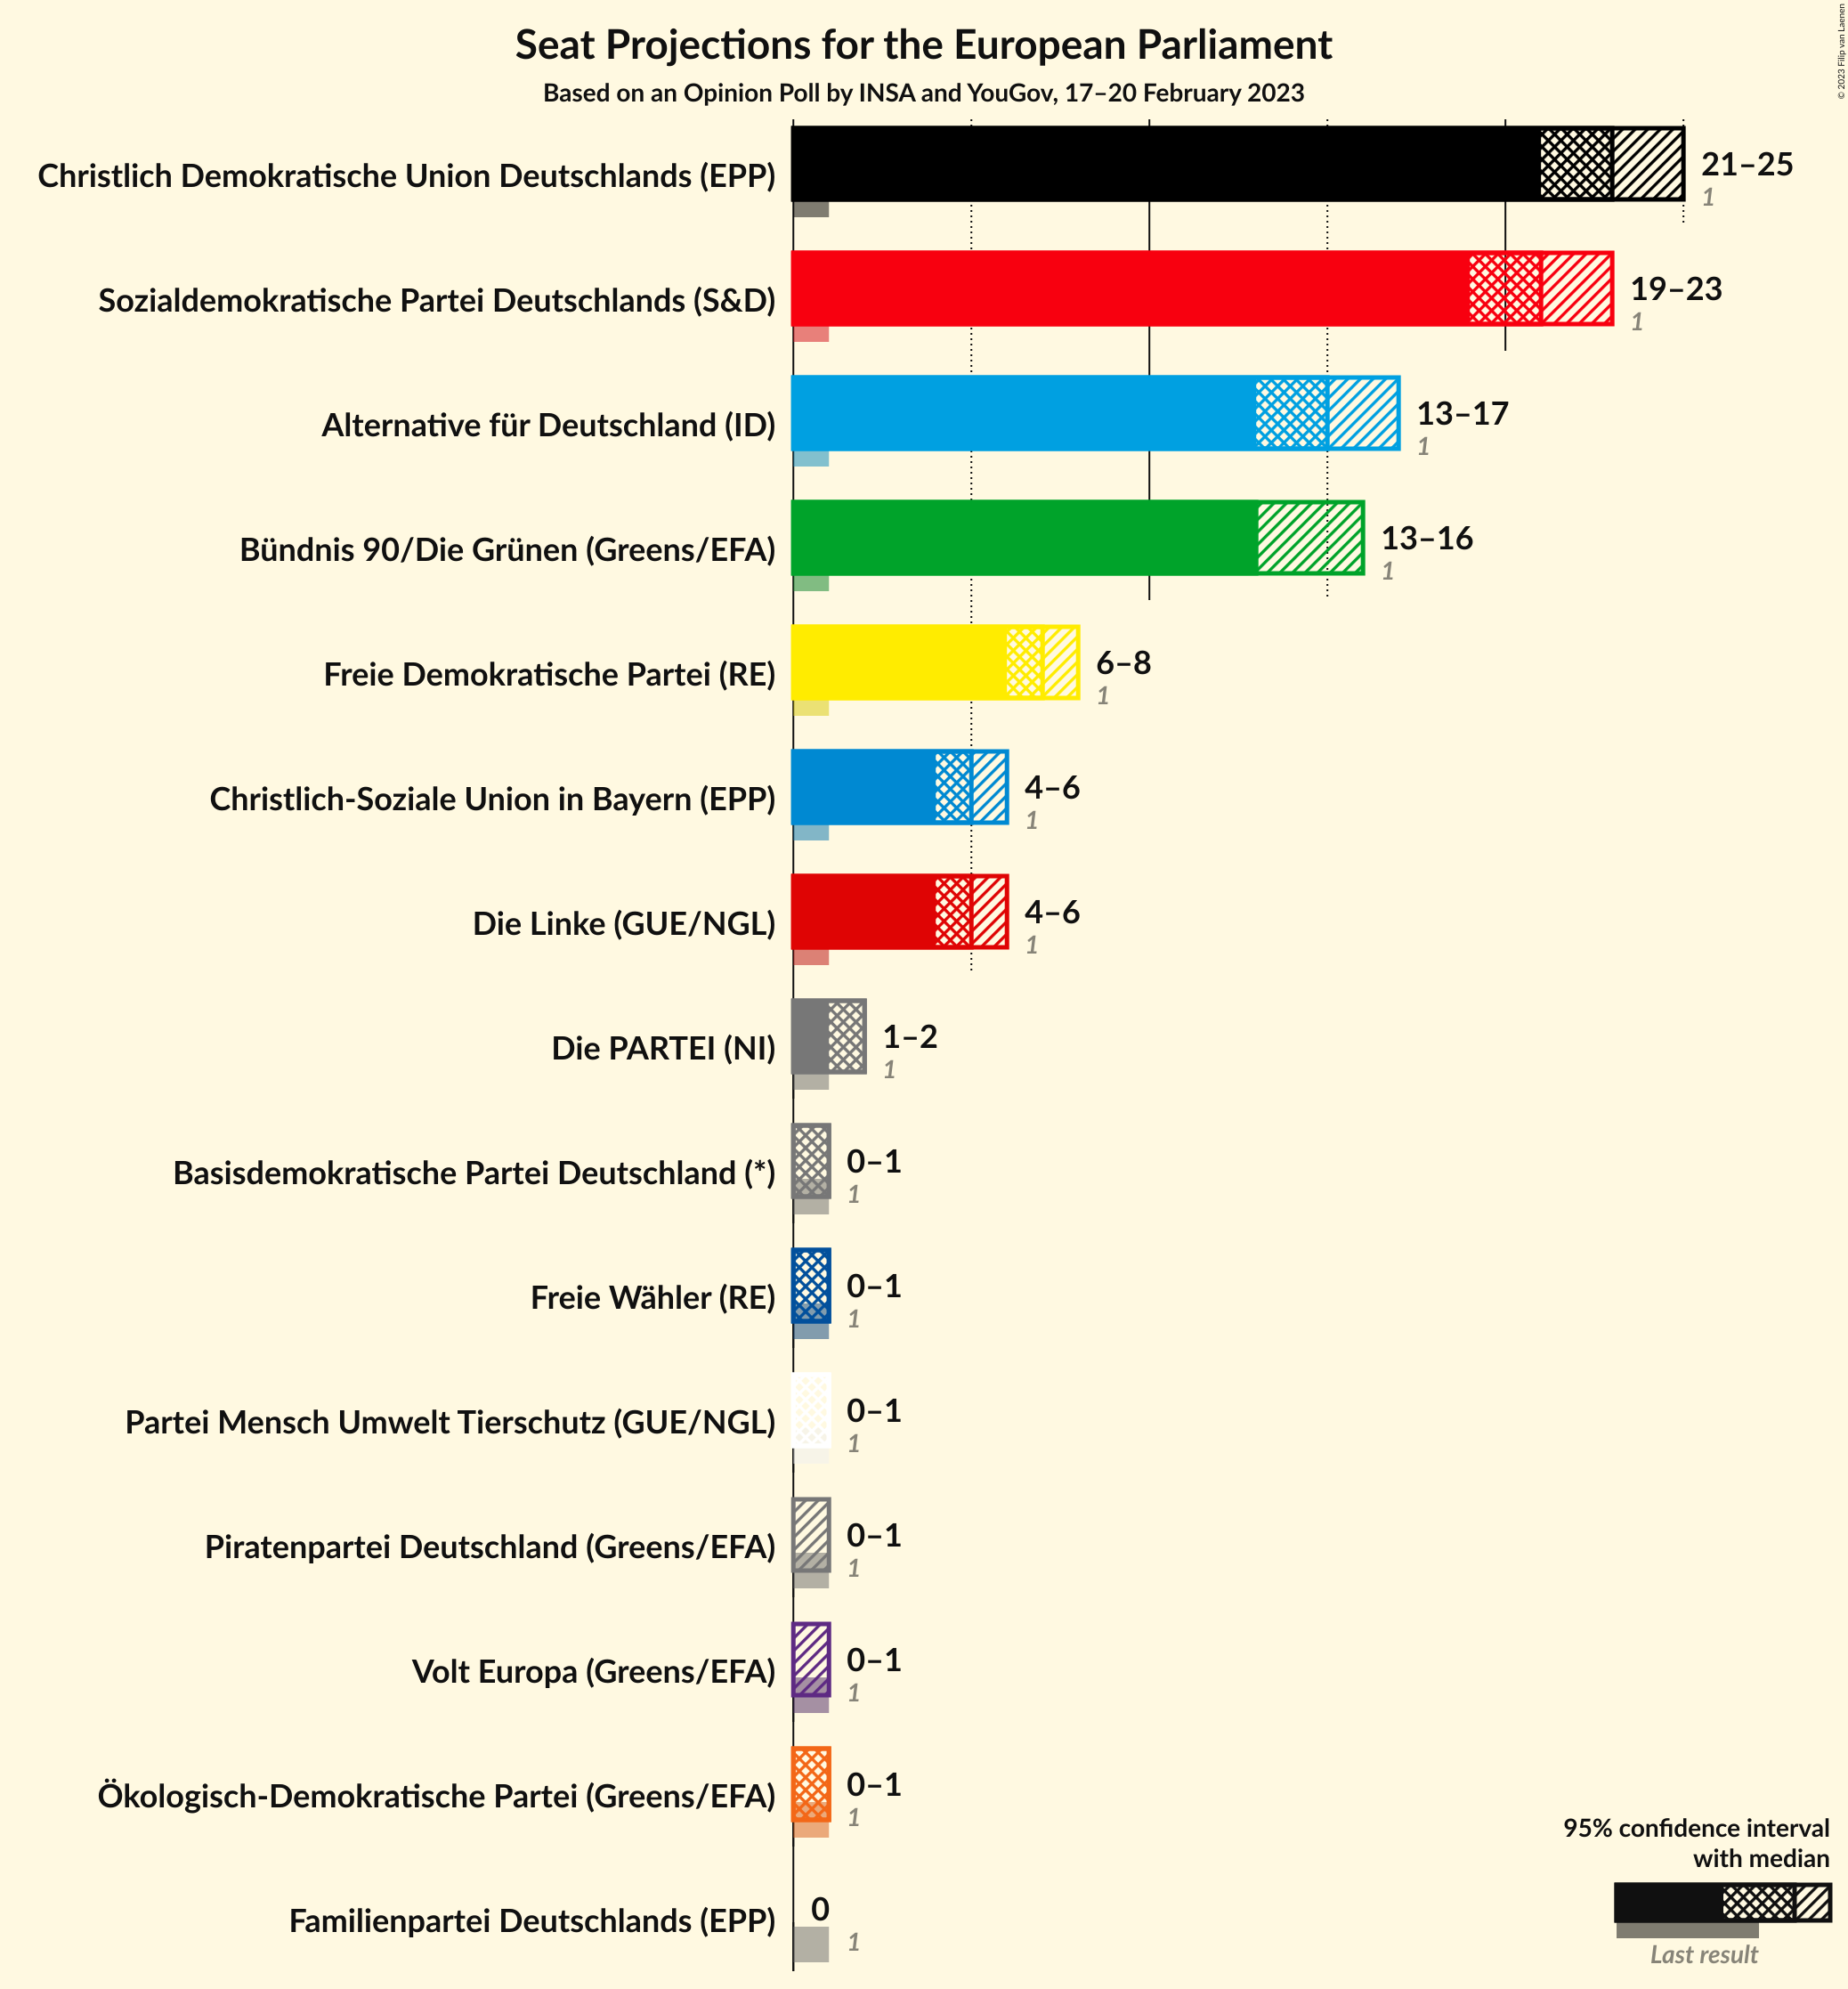 Seat Projections for the European Parliament
Based on an Opinion Poll by INSA and YouGov, 17–20 February 2023
© 2023 Filip van Laenen
Christlich Demokratische Union Deutschlands (EPP)
21–25
1
Sozialdemokratische Partei Deutschlands (S&D)
19–23
1
Alternative für Deutschland (ID)
13–17
1
Bündnis 90/Die Grünen (Greens/EFA)
13–16
1
Freie Demokratische Partei (RE)
6–8
1
Christlich-Soziale Union in Bayern (EPP)
4–6
1
Die Linke (GUE/NGL)
4–6
1
Die PARTEI (NI)
1–2
1
Basisdemokratische Partei Deutschland (*)
0–1
1
Freie Wähler (RE)
0–1
1
Partei Mensch Umwelt Tierschutz (GUE/NGL)
0–1
1
Piratenpartei Deutschland (Greens/EFA)
0–1
1
Volt Europa (Greens/EFA)
0–1
1
Ökologisch-Demokratische Partei (Greens/EFA)
0–1
1
Familienpartei Deutschlands (EPP)
0
1
95% confidence interval
with median
Last result